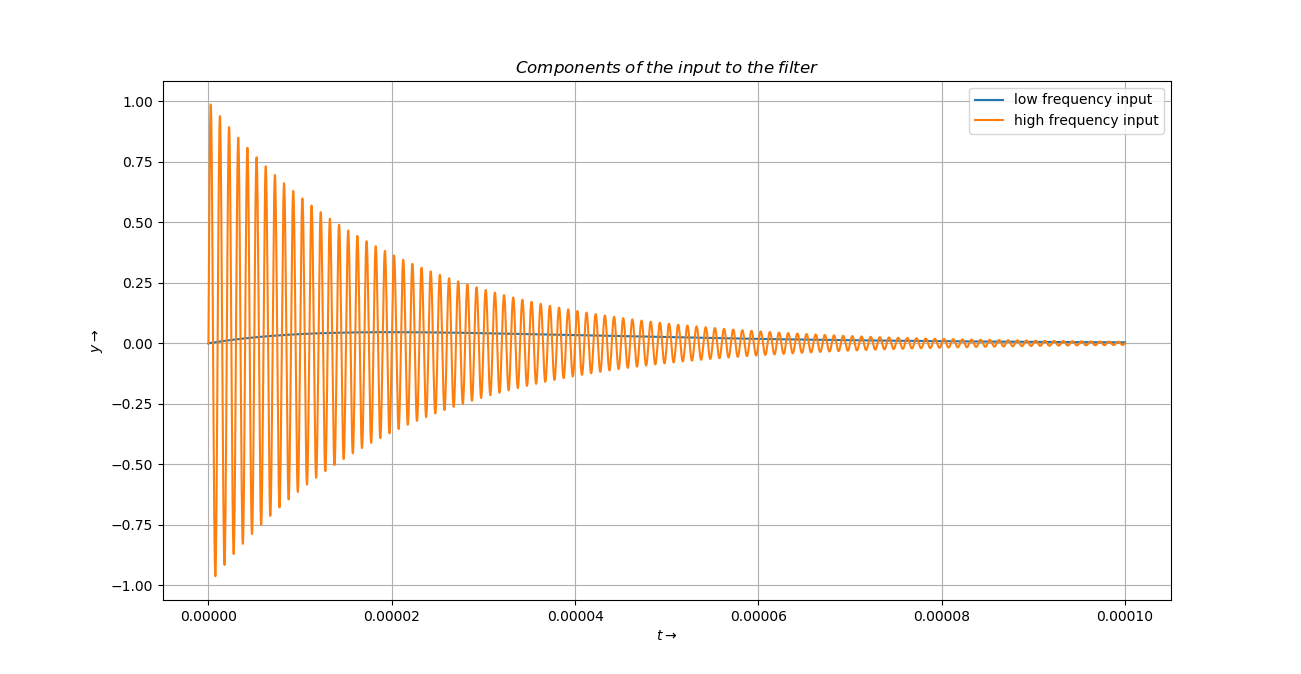 Components of the input to the filter
low frequency input
high frequency input
1.00
0.75
0.50
0.25
0.00
−0.25
−0.50
−0.75
−1.00
y→
0.00000 0.00002 0.00004 0.00006 0.00008 0.00010
t→